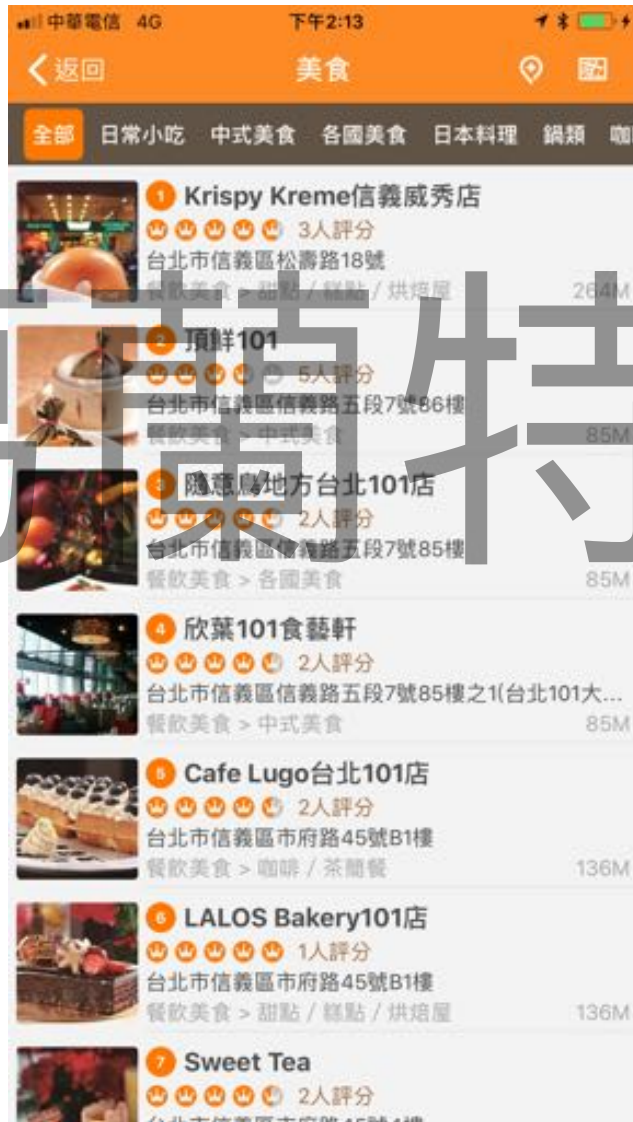 中華電信 4G 下午2:13
返回 美食
全部 日常小吃 中式美食 各國美食 日本料理 鍋類 咖
1 Krispy Kreme信義威秀店
3人評分
台北市信義區松壽路18號
餐飲美食 > 甜點 / 糕點 / 烘焙屋 264M
2 頂鮮101
5人評分
台北市信義區信義路五段7號86樓
餐飲美食 > 中式美食 85M
3 隨意鳥地方台北101店
2人評分
台北市信義區信義路五段7號85樓
餐飲美食 > 各國美食 85M
4 欣葉101食藝軒
2人評分
台北市信義區信義路五段7號85樓之1(台北101大...
餐飲美食 > 中式美食 85M
5 Cafe Lugo台北101店
2人評分
台北市信義區市府路45號B1樓
餐飲美食 > 咖啡 / 茶簡餐 136M
6 LALOS Bakery101店
1人評分
台北市信義區市府路45號B1樓
餐飲美食 > 甜點 / 糕點 / 烘焙屋 136M
7 Sweet Tea
2人評分
蘭特